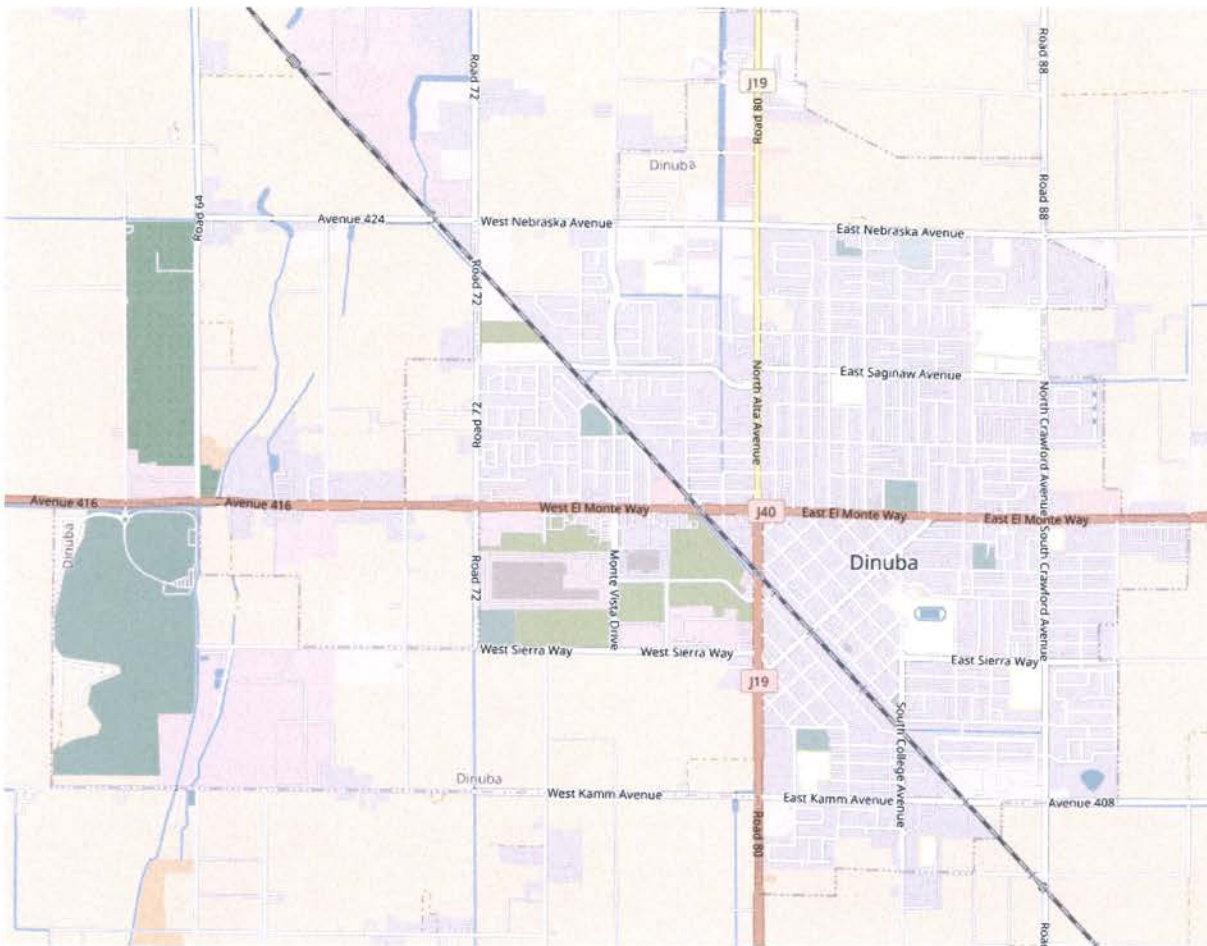 Road 88
Road 72
J19
Road 80
Dinuba
Road 88
Road 64
Avenue 424
West Nebraska Avenue
East Nebraska Avenue
Road 72
East Saginaw Avenue
North Alta Avenue
North Crawford Avenue
Road 72
Avenue 416
Avenue 416
West El Monte Way
J40
East El Monte Way
East El Monte Way
Dinuba
Dinuba
Road 72
Monte Vista Drive
South Crawford Avenue
West Sierra Way
West Sierra Way
East Sierra Way
J19
South College Avenue
Dinuba
West Kamm Avenue
East Kamm Avenue
Avenue 408
Road 80